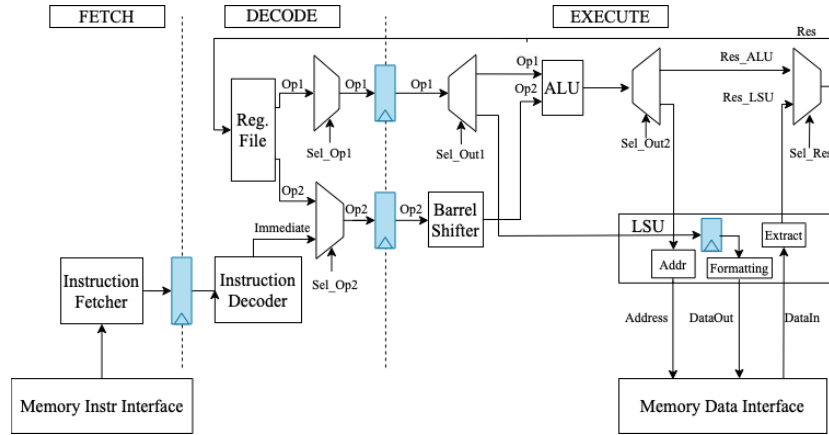 FETCH
DECODE
EXECUTE
Res
Op1
Op1
Op1
Op1
Op2
ALU
Res_ALU
Res_LSU
Reg.
File
Sel_Op1
Sel_Out1
Sel_Out2
Sel_Res
Op2
Op2
Op2
Barrel
Shifter
Immediate
LSU
Extract
Addr
Formatting
Instruction
Fetcher
Instruction
Decoder
Sel_Op2
Address
DataOut
DataIn
Memory Instr Interface
Memory Data Interface